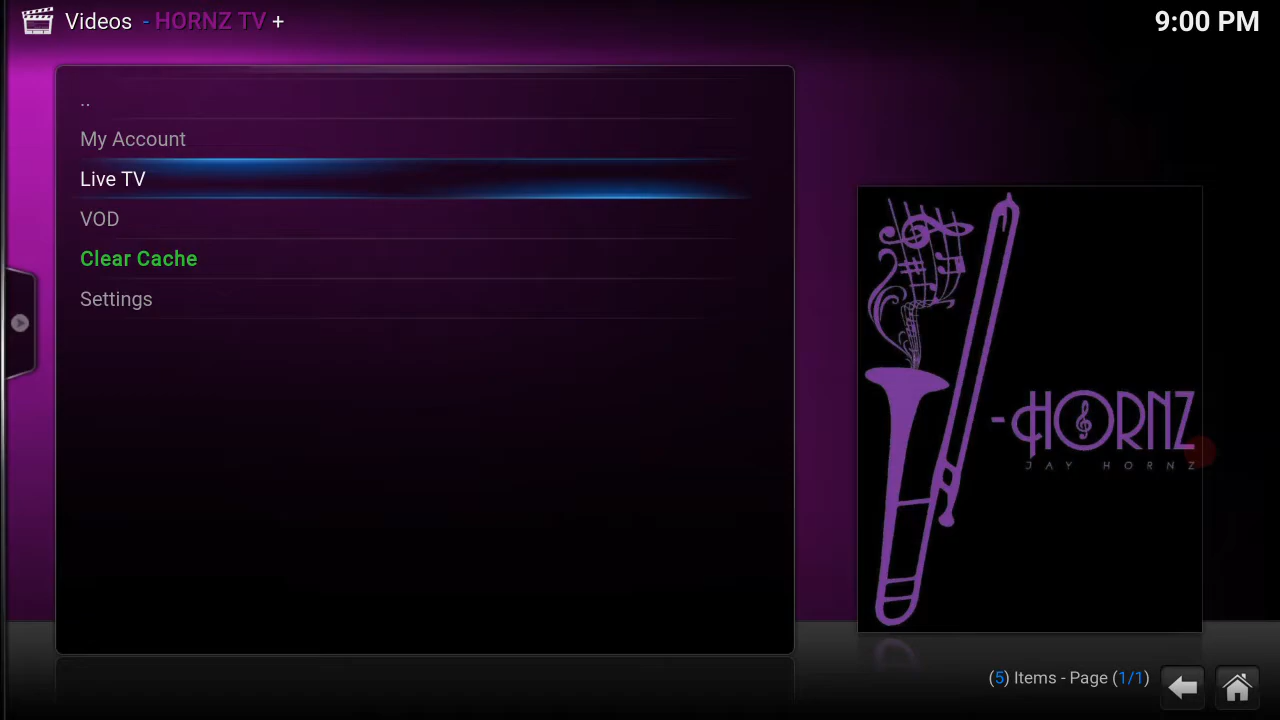 Videos - HORNZ TV +
9:00 PM
..
My Account
Live TV
VOD
Clear Cache
Settings
-HORNZ
JAY HORNZ
(5) Items - Page (1/1)